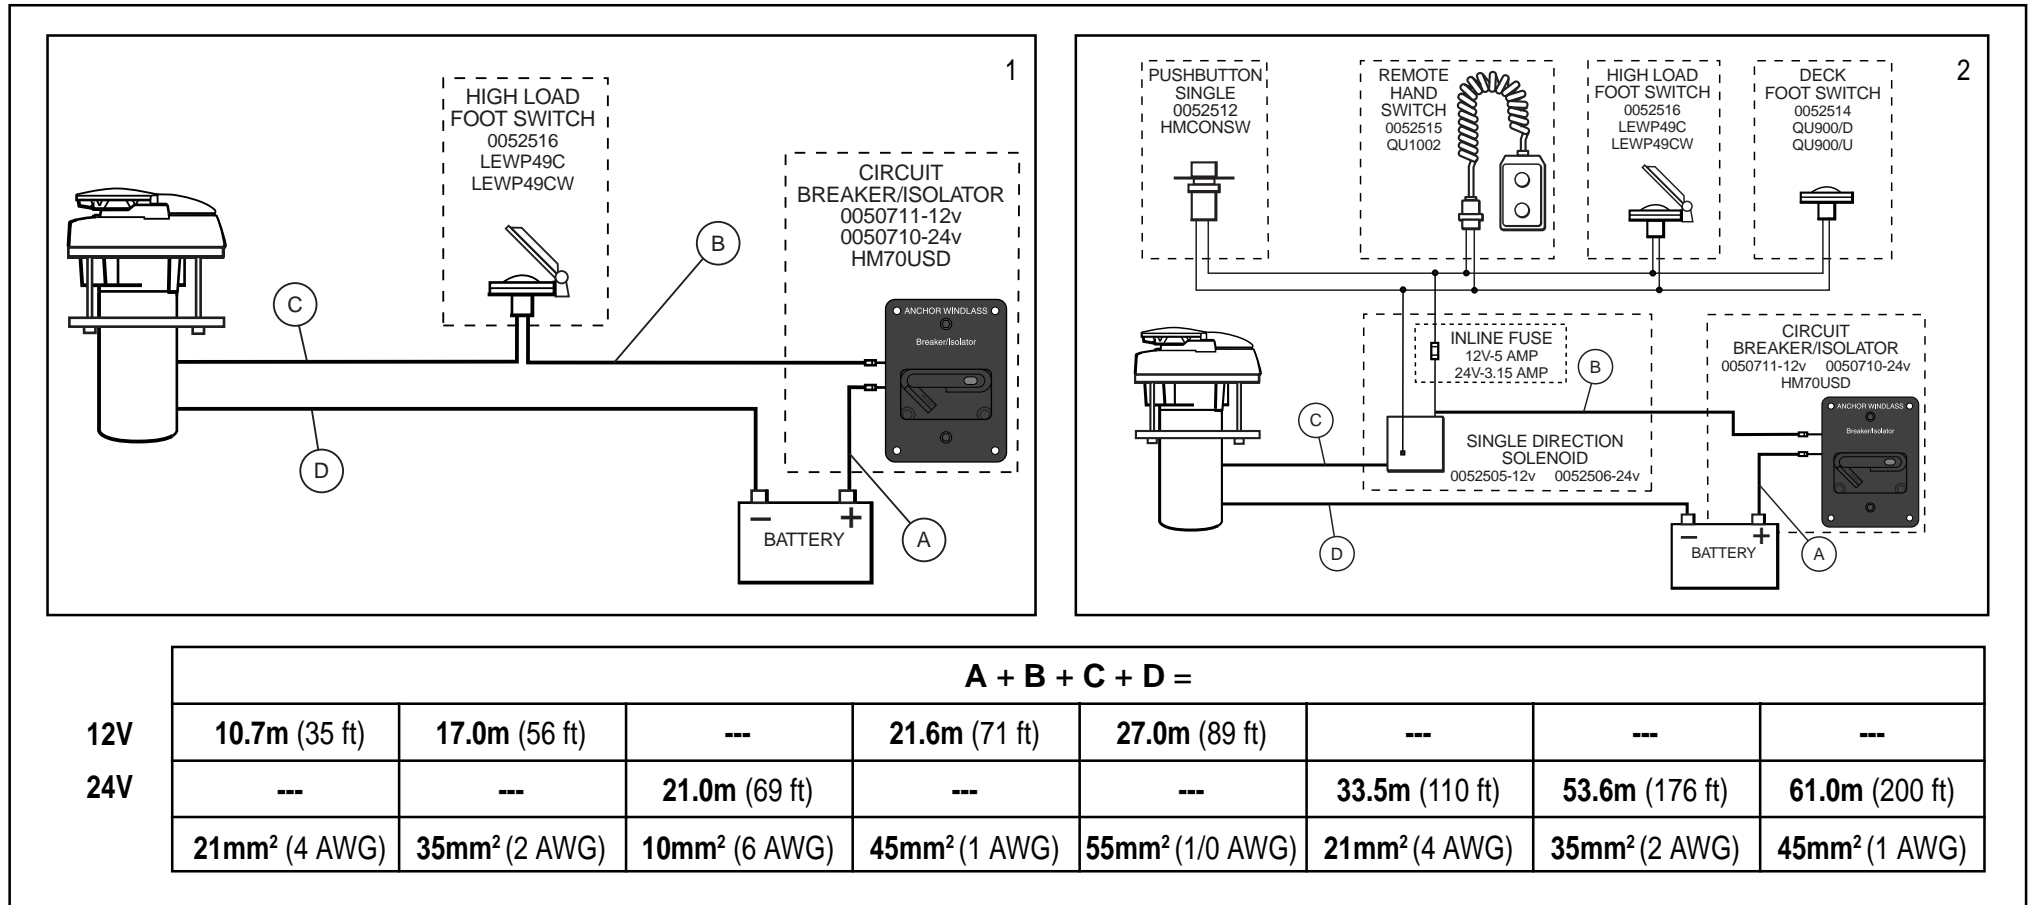 1
HIGH LOAD
FOOT SWITCH
0052516
LEWP49C
LEWP49CW
CIRCUIT
BREAKER/ISOLATOR
0050711-12v
0050710-24v
HM70USD
B
C
ANCHOR WINDLASS
Breaker/Isolator
D
A
BATTERY
− +
2
PUSHBUTTON
SINGLE
0052512
HMCONSW
REMOTE
HAND
SWITCH
0052515
QU1002
HIGH LOAD
FOOT SWITCH
0052516
LEWP49C
LEWP49CW
DECK
FOOT SWITCH
0052514
QU900/D
QU900/U
INLINE FUSE
12V-5 AMP
24V-3.15 AMP
B
CIRCUIT
BREAKER/ISOLATOR
0050711-12v 0050710-24v
HM70USD
ANCHOR WINDLASS
Breaker/Isolator
C
SINGLE DIRECTION
SOLENOID
0052505-12v 0052506-24v
D
− +
BATTERY
A
A + B + C + D =
12V 10.7m (35 ft) 17.0m (56 ft) --- 21.6m (71 ft) 27.0m (89 ft) --- --- ---
24V --- --- 21.0m (69 ft) --- --- 33.5m (110 ft) 53.6m (176 ft) 61.0m (200 ft)
21mm² (4 AWG) 35mm² (2 AWG) 10mm² (6 AWG) 45mm² (1 AWG) 55mm² (1/0 AWG) 21mm² (4 AWG) 35mm² (2 AWG) 45mm² (1 AWG)